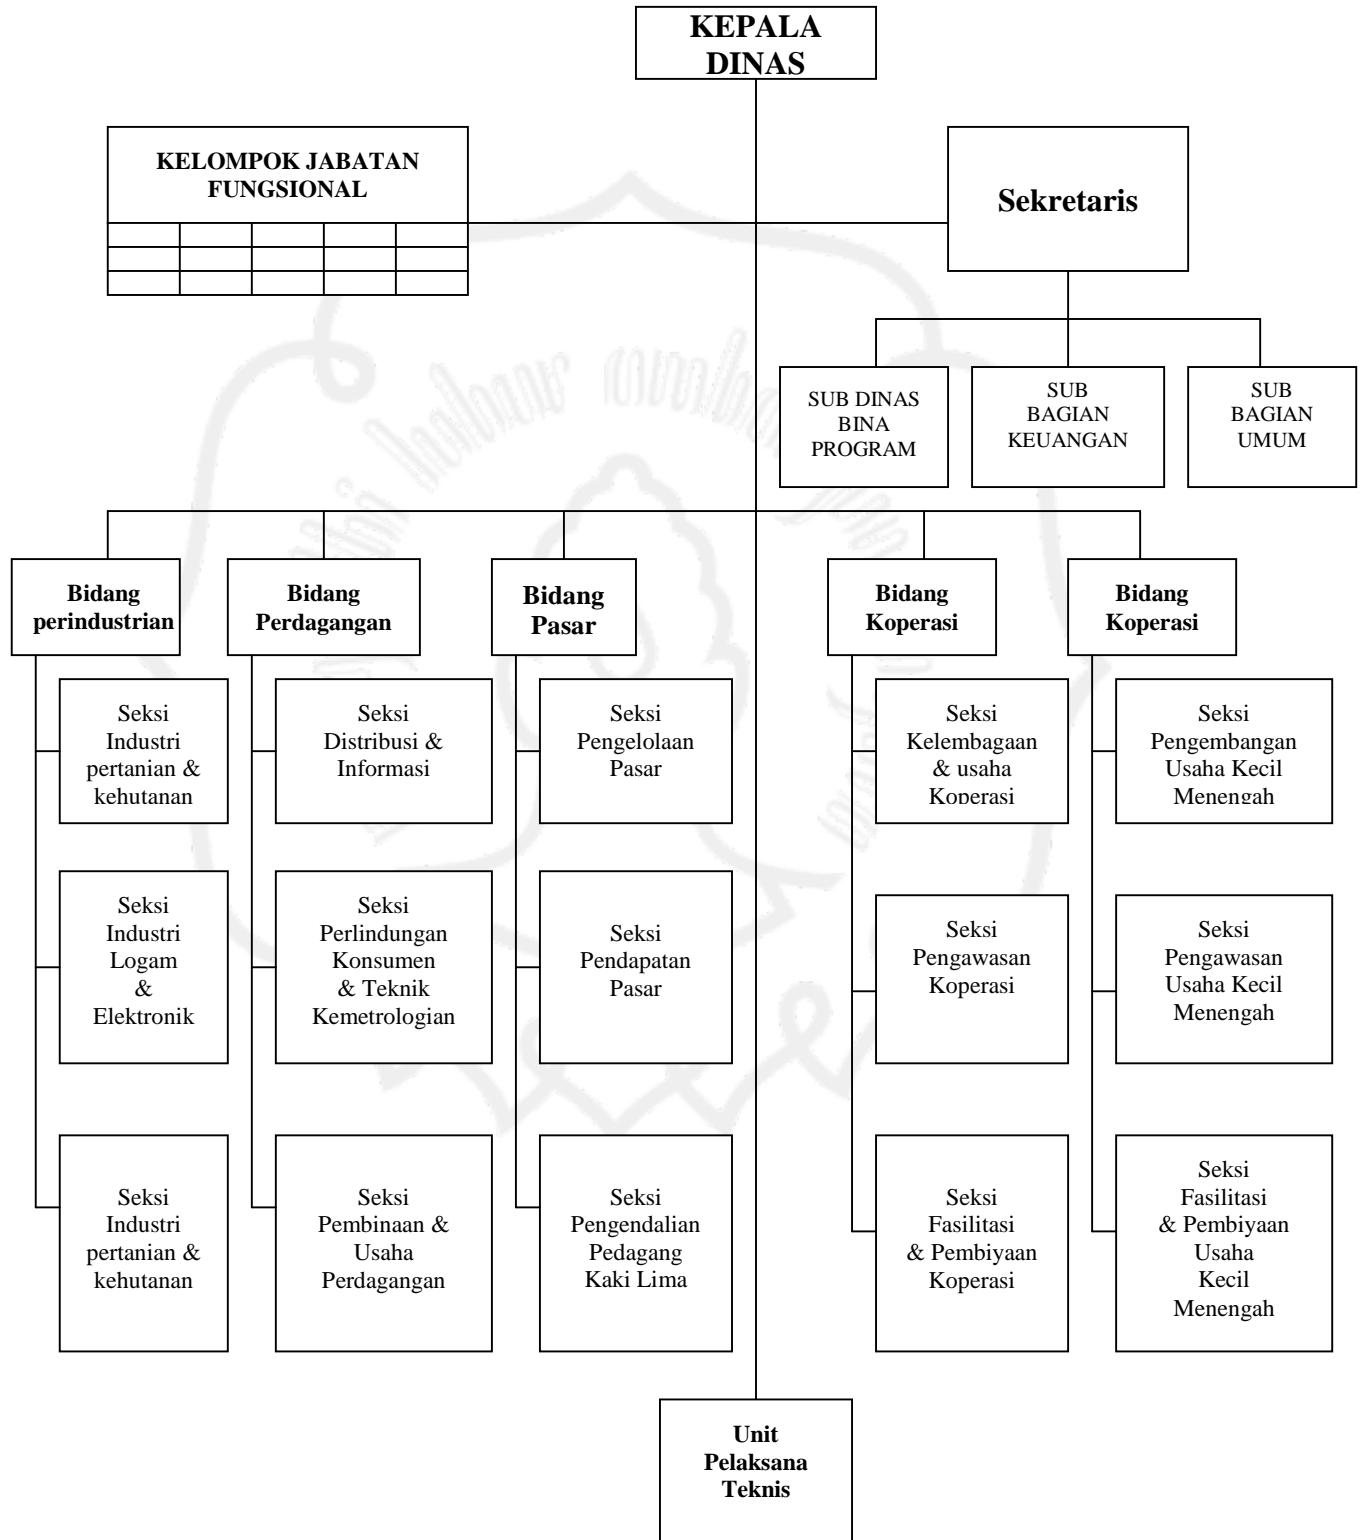 KEPALA
DINAS
KELOMPOK JABATAN
FUNGSIONAL
Sekretaris
SUB DINAS
BINA
PROGRAM
SUB
BAGIAN
KEUANGAN
SUB
BAGIAN
UMUM
Bidang
perindustrian
Bidang
Perdagangan
Bidang
Pasar
Bidang
Koperasi
Bidang
Koperasi
Seksi
Industri
pertanian &
kehutanan
Seksi
Distribusi &
Informasi
Seksi
Pengelolaan
Pasar
Seksi
Kelembagaan
& usaha
Koperasi
Seksi
Pengembangan
Usaha Kecil
Menengah
Seksi
Industri
Logam
&
Elektronik
Seksi
Perlindungan
Konsumen
& Teknik
Kemetrologian
Seksi
Pendapatan
Pasar
Seksi
Pengawasan
Koperasi
Seksi
Pengawasan
Usaha Kecil
Menengah
Seksi
Industri
pertanian &
kehutanan
Seksi
Pembinaan &
Usaha
Perdagangan
Seksi
Pengendalian
Pedagang
Kaki Lima
Seksi
Fasilitasi
& Pembiyaan
Koperasi
Seksi
Fasilitasi
& Pembiyaan
Usaha
Kecil
Menengah
Unit
Pelaksana
Teknis